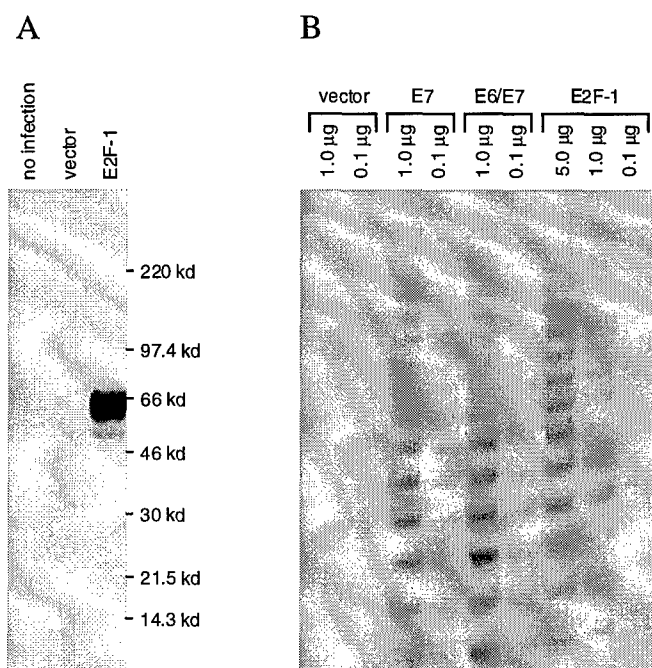 A
no infection
vector
E2F-1
220 kd
97.4 kd
66 kd
46 kd
30 kd
21.5 kd
14.3 kd
B
vector
E7
E6/E7
E2F-1
1.0 µg
0.1 µg
1.0 µg
0.1 µg
1.0 µg
0.1 µg
5.0 µg
1.0 µg
0.1 µg